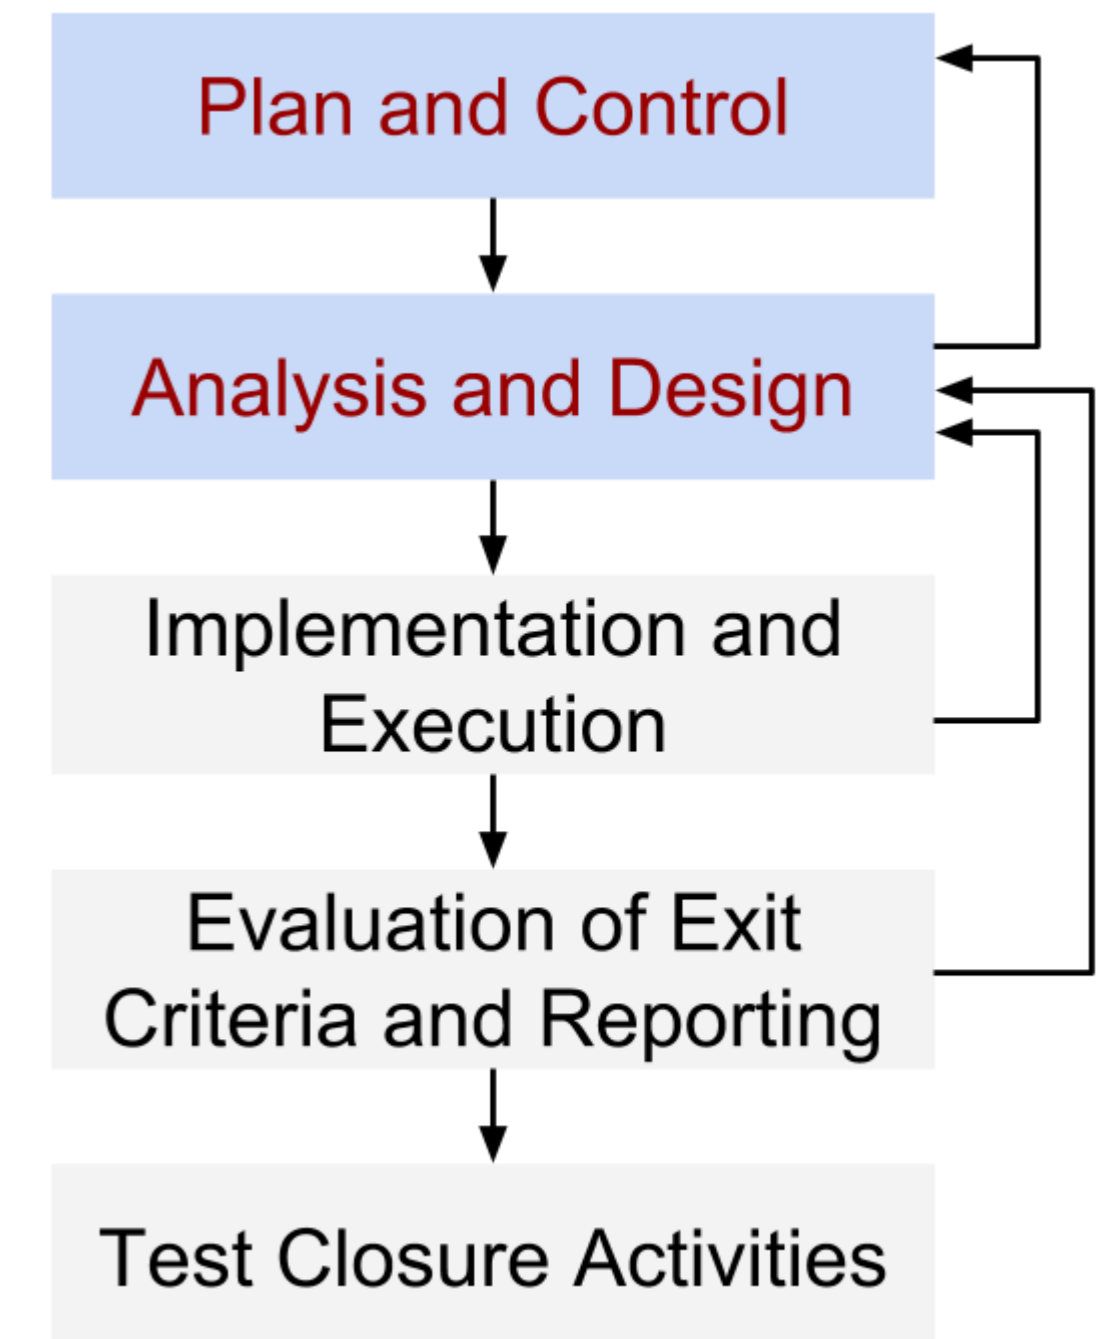 Plan and Control
Analysis and Design
Implementation and
Execution
Evaluation of Exit
Criteria and Reporting
Test Closure Activities